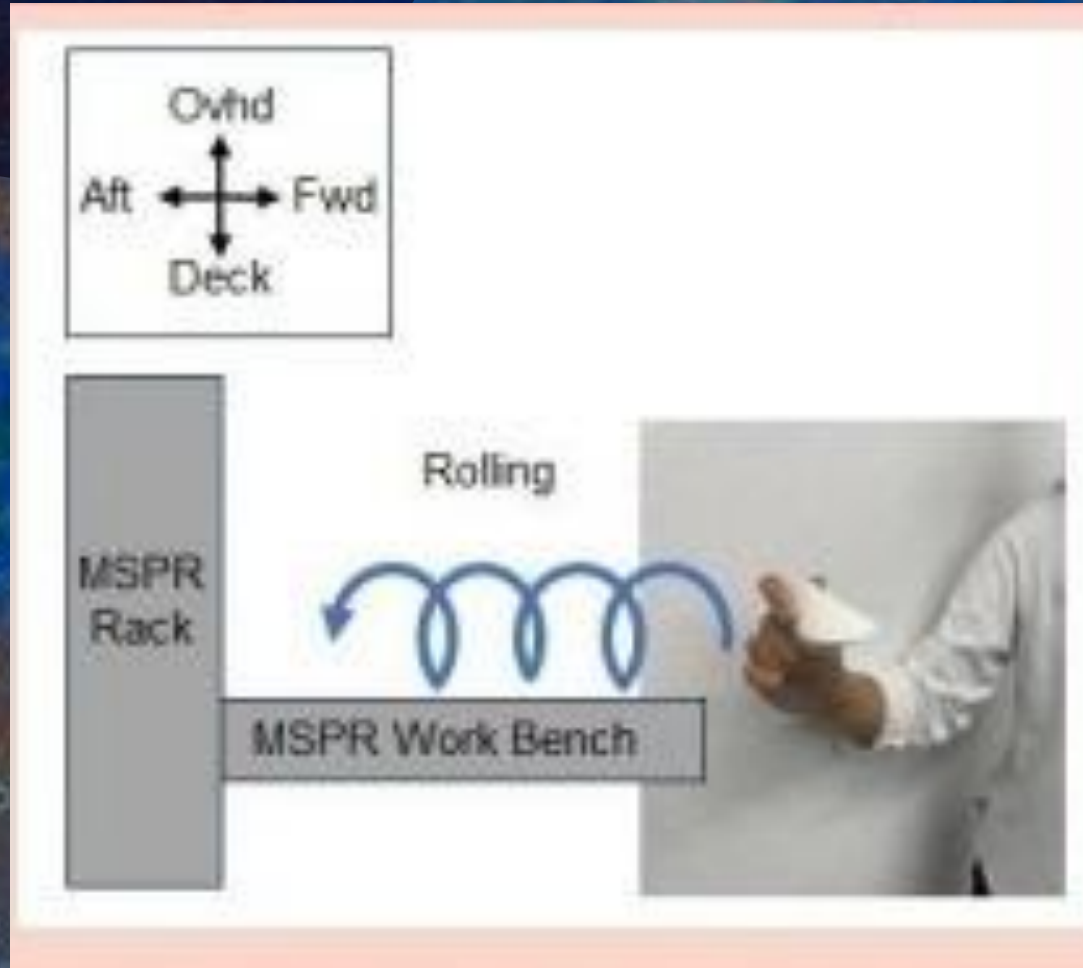 Ovhd
Aft Fwd
Deck
Rolling
MSPR
Rack
MSPR Work Bench